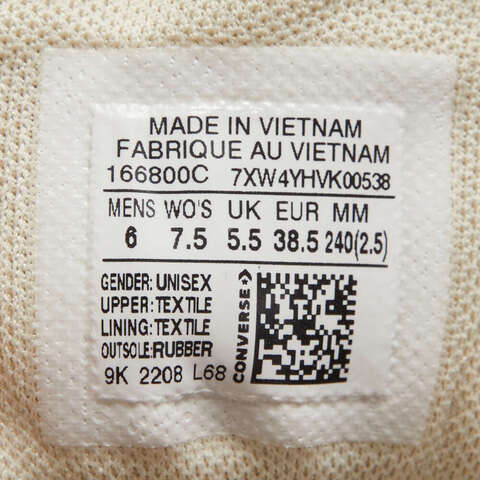 MADE IN VIETNAM
FABRIQUE AU VIETNAM
166800C 7XW4YHVK00538
MENS WO'S UK EUR MM
6 7.5 5.5 38.5 240(2.5)
GENDER: UNISEX
UPPER: TEXTILE
LINING: TEXTILE
OUTSOLE: RUBBER
9K 2208 L68
CONVERSE